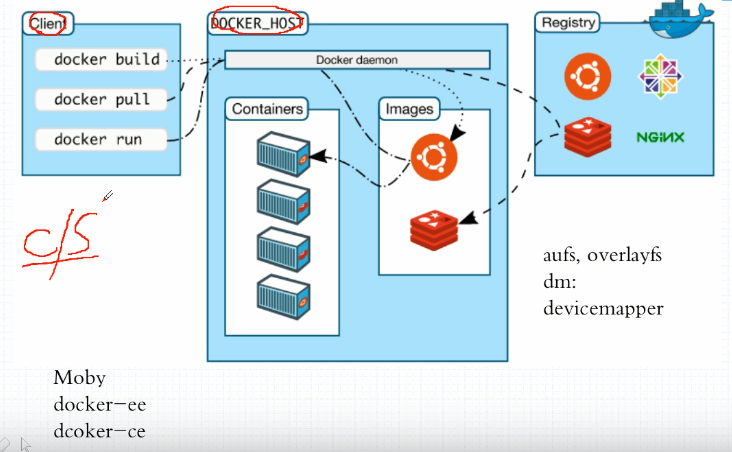 Client
docker build
docker pull
docker run
DOCKER_HOST
Docker daemon
Containers
Images
Registry
NGINX
C/S
aufs, overlayfs
dm:
devicemapper
Moby
docker-ee
dcoker-ce